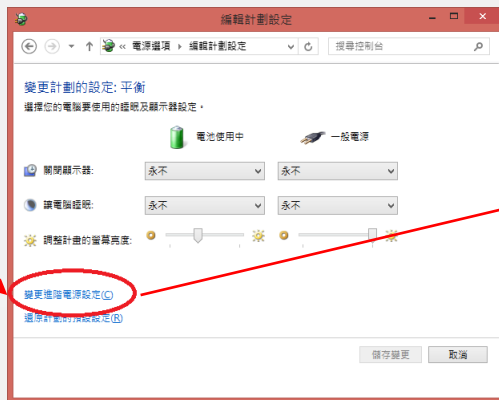 編輯計劃設定
« 電源選項 ▸ 編輯計劃設定
搜尋控制台
變更計劃的設定: 平衡
選擇您的電腦要使用的睡眠及顯示器設定。
電池使用中 一般電源
關閉顯示器: 永不 永不
讓電腦睡眠: 永不 永不
調整計畫的螢幕亮度:
變更進階電源設定(C)
還原計劃的預設設定(R)
儲存變更 取消